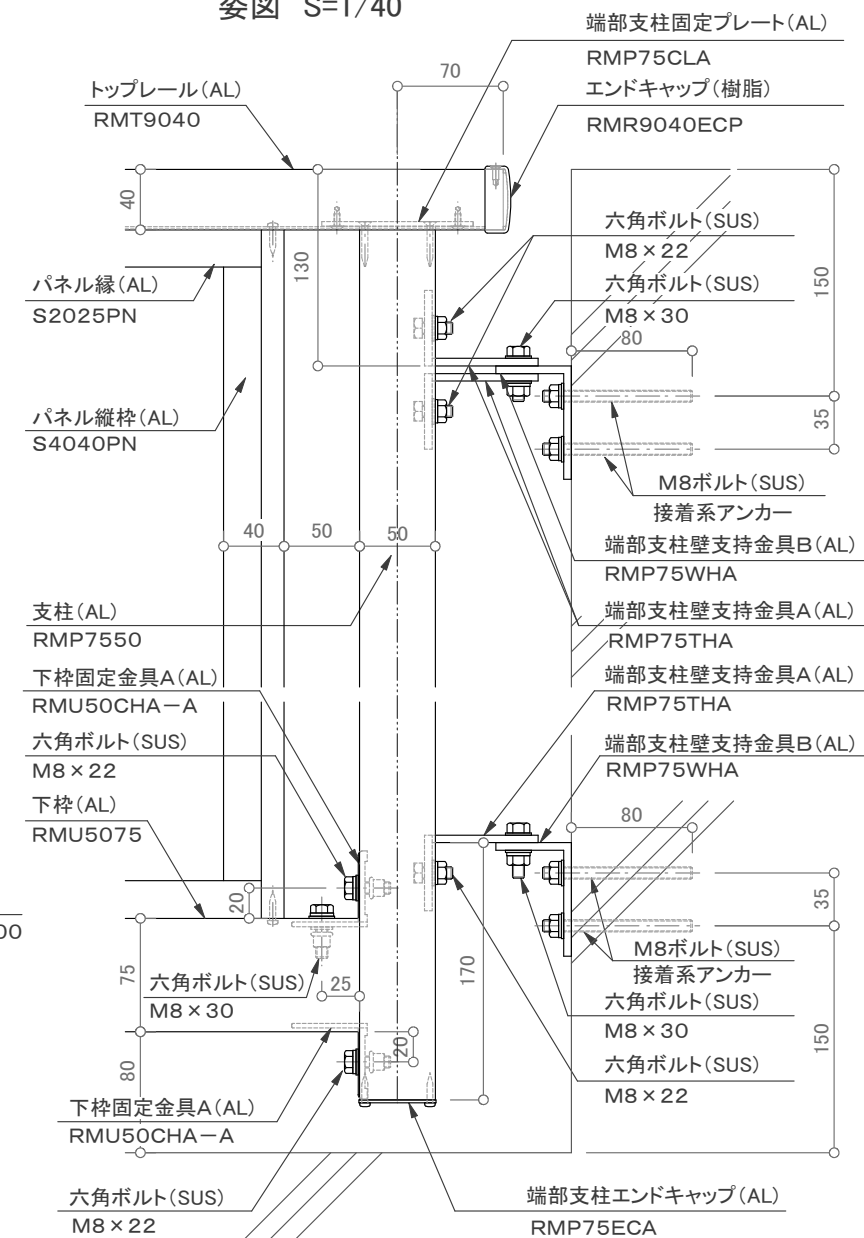 姿図 S=1/40
端部支柱固定プレート(AL)
RMP75CLA
70
トップレール(AL)
RMT9040
エンドキャップ(樹脂)
RMR9040ECP
40
130
六角ボルト(SUS)
M8×22
六角ボルト(SUS)
M8×30
150
80
パネル縁(AL)
S2025PN
パネル縦枠(AL)
S4040PN
35
M8ボルト(SUS)
接着系アンカー
40
50
50
端部支柱壁支持金具B(AL)
RMP75WHA
支柱(AL)
RMP7550
端部支柱壁支持金具A(AL)
RMP75THA
下枠固定金具A(AL)
RMU50CHA-A
端部支柱壁支持金具A(AL)
RMP75THA
六角ボルト(SUS)
M8×22
端部支柱壁支持金具B(AL)
RMP75WHA
下枠(AL)
RMU5075
80
20
35
00
75
170
M8ボルト(SUS)
接着系アンカー
六角ボルト(SUS)
M8×30
25
六角ボルト(SUS)
M8×30
20
150
80
六角ボルト(SUS)
M8×22
下枠固定金具A(AL)
RMU50CHA-A
六角ボルト(SUS)
M8×22
端部支柱エンドキャップ(AL)
RMP75ECA